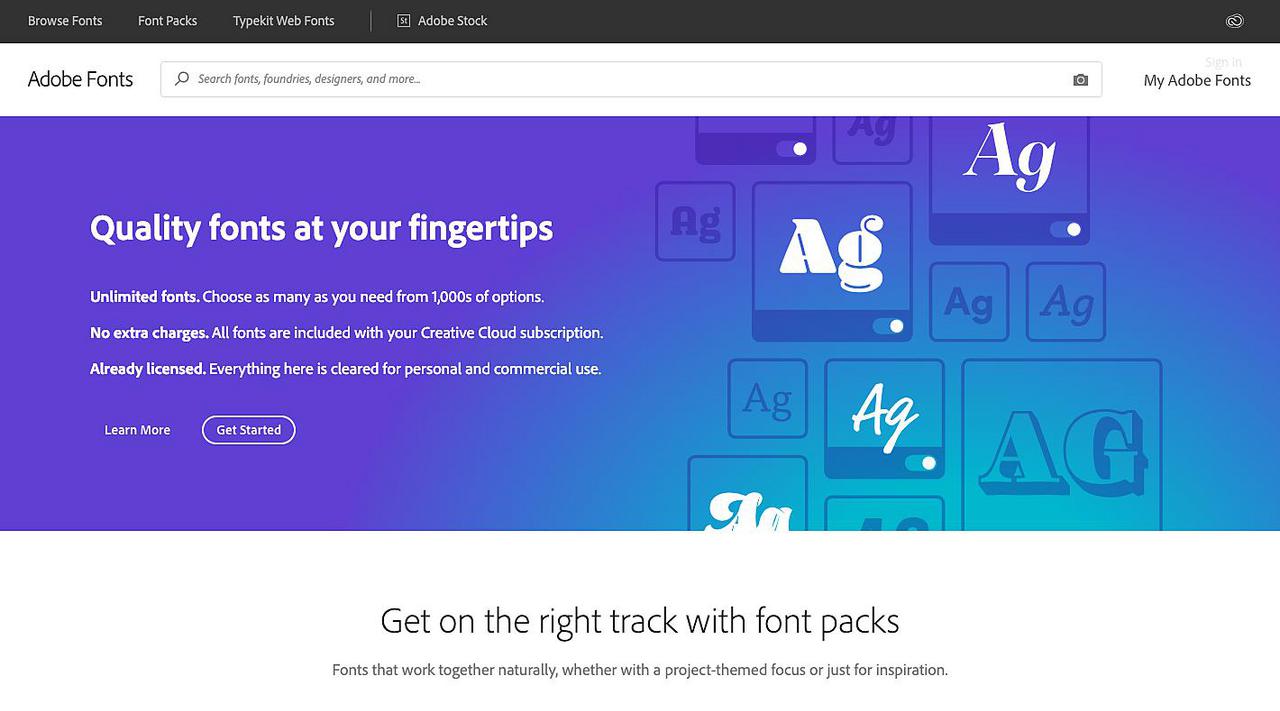 Browse Fonts
Font Packs
Typekit Web Fonts
St
Adobe Stock
Sign in
Adobe Fonts
Search fonts, foundries, designers, and more...
My Adobe Fonts
Ag
Ag
Ag
Ag
Quality fonts at your fingertips
Unlimited fonts. Choose as many as you need from 1,000s of options.
Ag
Ag
No extra charges. All fonts are included with your Creative Cloud subscription.
Already licensed. Everything here is cleared for personal and commercial use.
Ag
Ag
AG
Learn More
Get Started
Ag
AG
Get on the right track with font packs
Fonts that work together naturally, whether with a project-themed focus or just for inspiration.